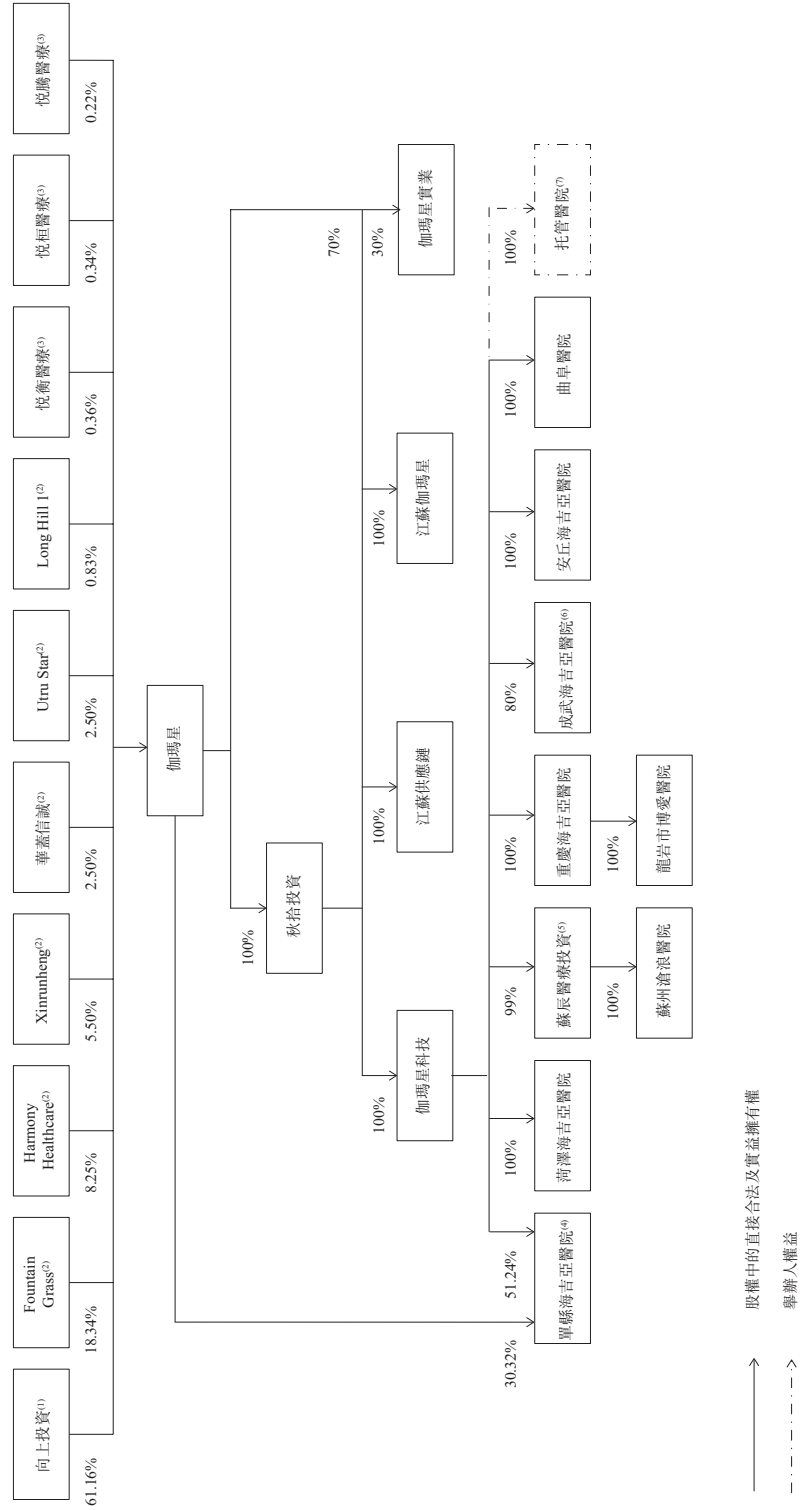 向上投資(1)
Fountain
Grass(2)
Harmony
Healthcare(2)
Xinrunheng(2)
華蓋信誠(2)
Utru Star(2)
Long Hill 1(2)
悅衡醫療(3)
悅桓醫療(3)
悅騰醫療(3)
61.16%
18.34%
8.25%
5.50%
2.50%
2.50%
0.83%
0.36%
0.34%
0.22%
伽瑪星
100%
秋拾投資
70%
100%
100%
100%
30%
伽瑪星科技
江蘇供應鏈
江蘇伽瑪星
伽瑪星實業
30.32%
51.24%
100%
99%
100%
80%
100%
100%
100%
單縣海吉亞醫院(4)
菏澤海吉亞醫院
蘇辰醫療投資(5)
重慶海吉亞醫院
成武海吉亞醫院(6)
安丘海吉亞醫院
曲阜醫院
托管醫院(7)
100%
100%
蘇州滄浪醫院
龍岩市博愛醫院
股權中的直接合法及實益擁有權
舉辦人權益